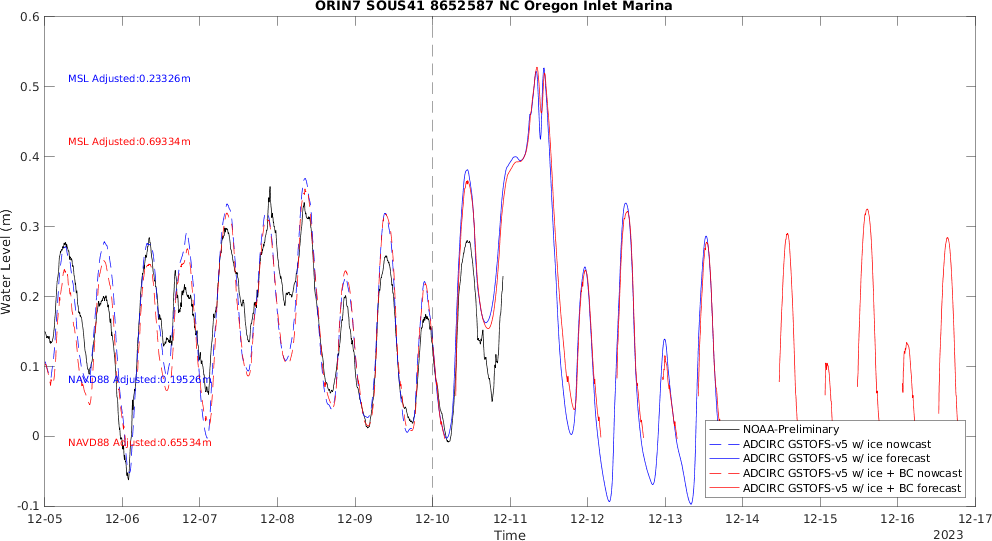 ORIN7 SOUS41 8652587 NC Oregon Inlet Marina
0.6
0.5
0.4
0.3
0.2
0.1
0
-0.1
Water Level (m)
MSL Adjusted:0.23326m
MSL Adjusted:0.69334m
NAVD88 Adjusted:0.19526m
NAVD88 Adjusted:0.65534m
NOAA-Preliminary
ADCIRC GSTOFS-v5 w/ ice nowcast
ADCIRC GSTOFS-v5 w/ ice forecast
ADCIRC GSTOFS-v5 w/ ice + BC nowcast
ADCIRC GSTOFS-v5 w/ ice + BC forecast
12-05 12-06 12-07 12-08 12-09 12-10 12-11 12-12 12-13 12-14 12-15 12-16 12-17
Time
2023